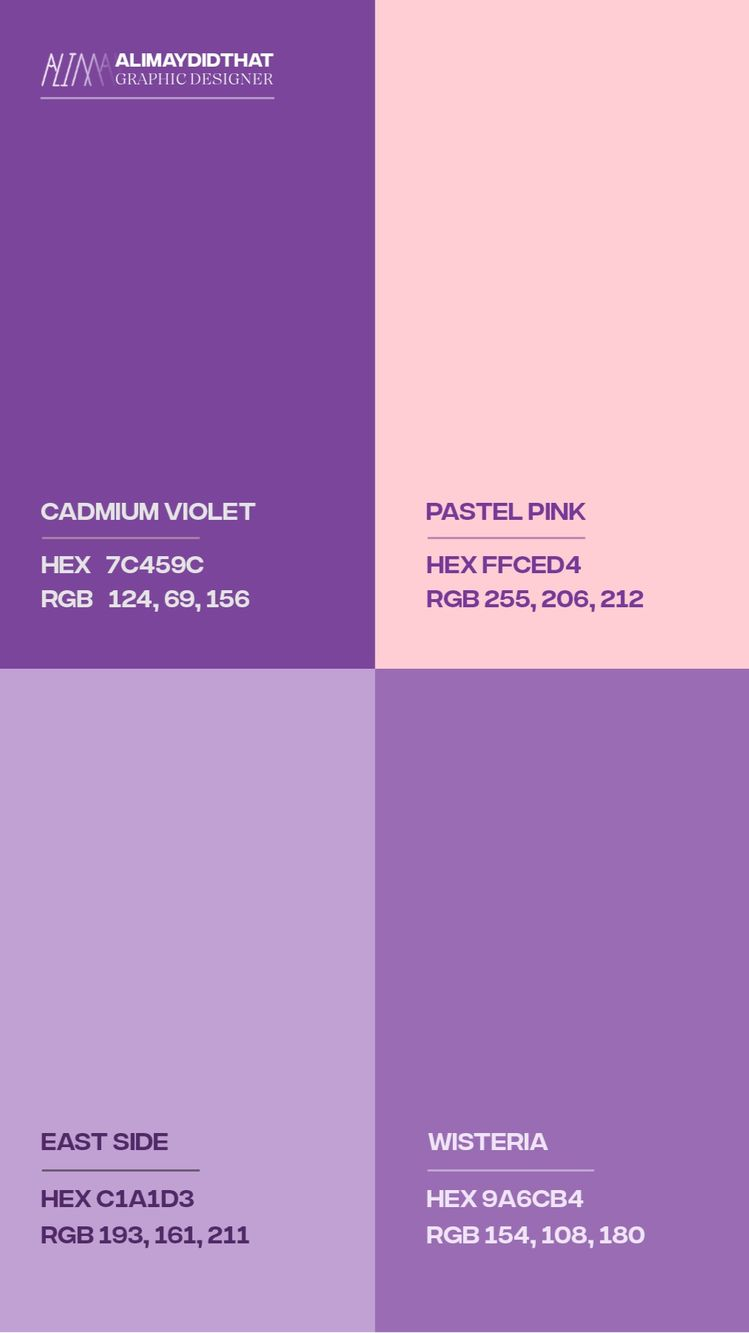 ALIMA ALIMAYDIDTHAT
GRAPHIC DESIGNER
CADMIUM VIOLET
HEX 7C459C
RGB 124, 69, 156
PASTEL PINK
HEX FFCED4
RGB 255, 206, 212
EAST SIDE
HEX C1A1D3
RGB 193, 161, 211
WISTERIA
HEX 9A6CB4
RGB 154, 108, 180